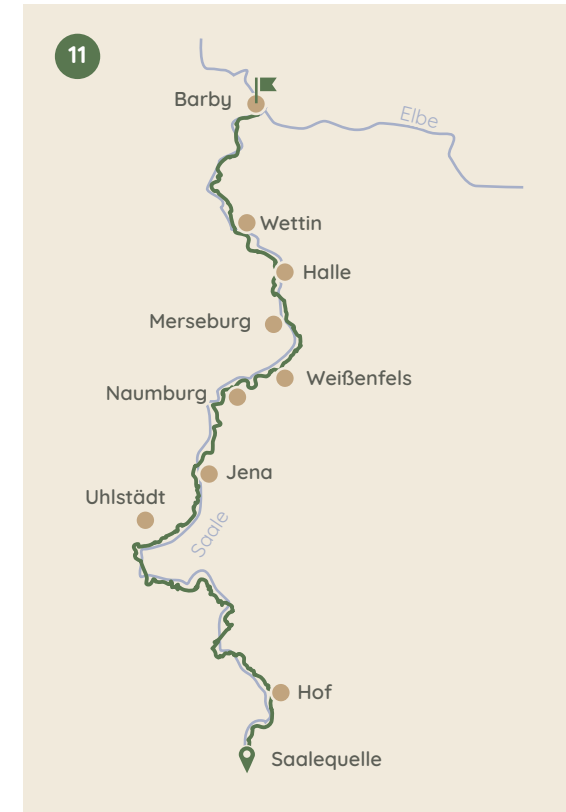 11
Barby
Elbe
Wettin
Halle
Merseburg
Weißenfels
Naumburg
Jena
Uhlstädt
Saale
Hof
Saalequelle